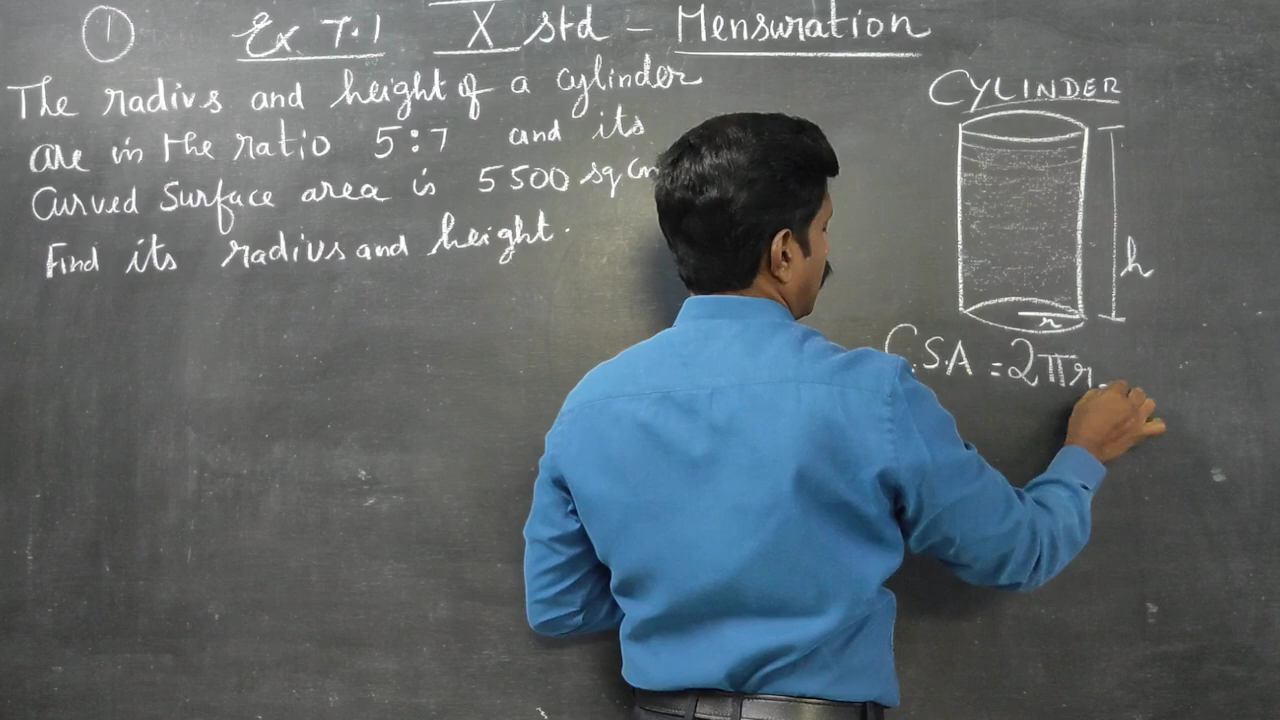 1 Ex 7.1 X std - Mensuration
The radius and height of a cylinder
are in the ratio 5:7 and its
Curved Surface area is 5500 sq cm
Find its radius and height.
CYLINDER
h
r
C.S.A = 2πr